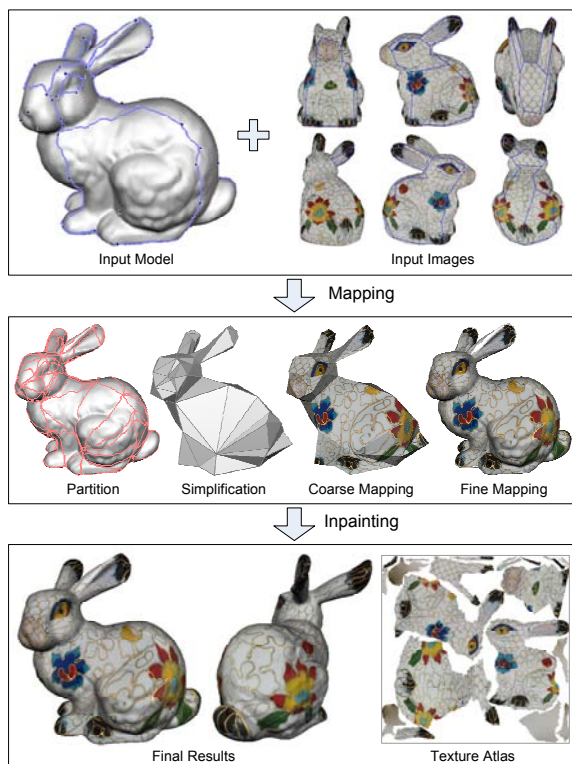 Input Model
Input Images
Mapping
Partition
Simplification
Coarse Mapping
Fine Mapping
Inpainting
Final Results
Texture Atlas